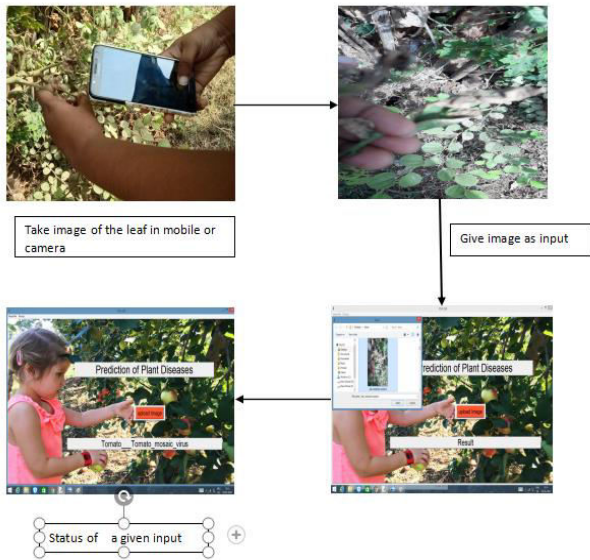 Take image of the leaf in mobile or
camera
Give image as input
Prediction of Plant Diseases
upload image
Tomato___Tomato_mosaic_virus
rediction of Plant Diseases
upload image
Result
Status of   a given input